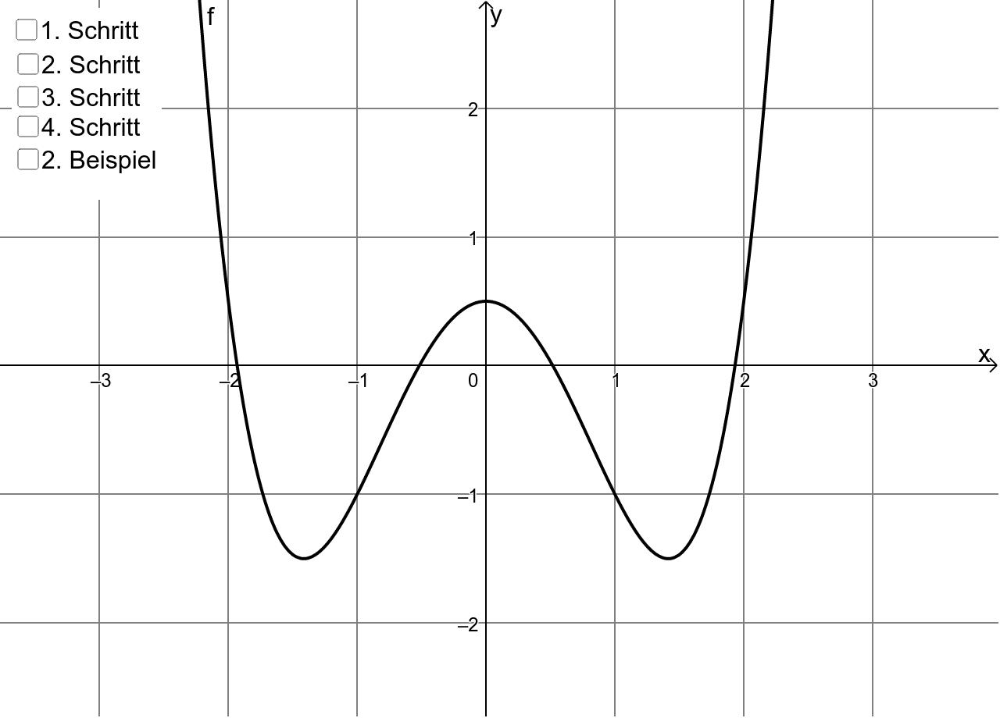 f
y
1. Schritt
2. Schritt
3. Schritt
2
4. Schritt
2. Beispiel
1
x
–3 –2 –1 0 1 2 3
–1
–2